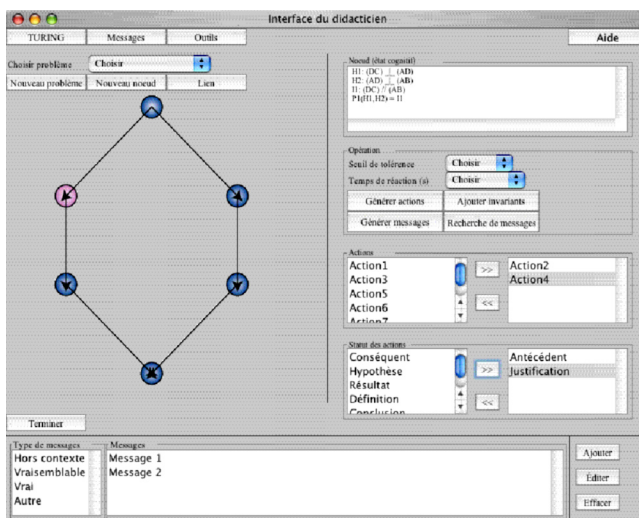 Interface du didacticien
TURING Messages Outils Aide
Choisir problème Choisir
Nouveau problème Nouveau noeud Lien
Noeud (état cognitif)
H1: (DC) ⊥ (AD)
H2: (AD) ⊥ (AB)
I1: (DC) // (AB)
P1(H1,H2) = I1
Opération
Seuil de tolérence Choisir
Temps de réaction (s) Choisir
Générer actions Ajouter invariants
Générer messages Recherche de messages
Actions
Action1
Action3
Action5
Action6
Action7
>>
<<
Action2
Action4
Statut des actions
Conséquent
Hypothèse
Résultat
Définition
Conclusion
>>
<<
Antécédent
Justification
Terminer
Type de messages
Hors contexte
Vraisemblable
Vrai
Autre
Messages
Message 1
Message 2
Ajouter
Éditer
Effacer